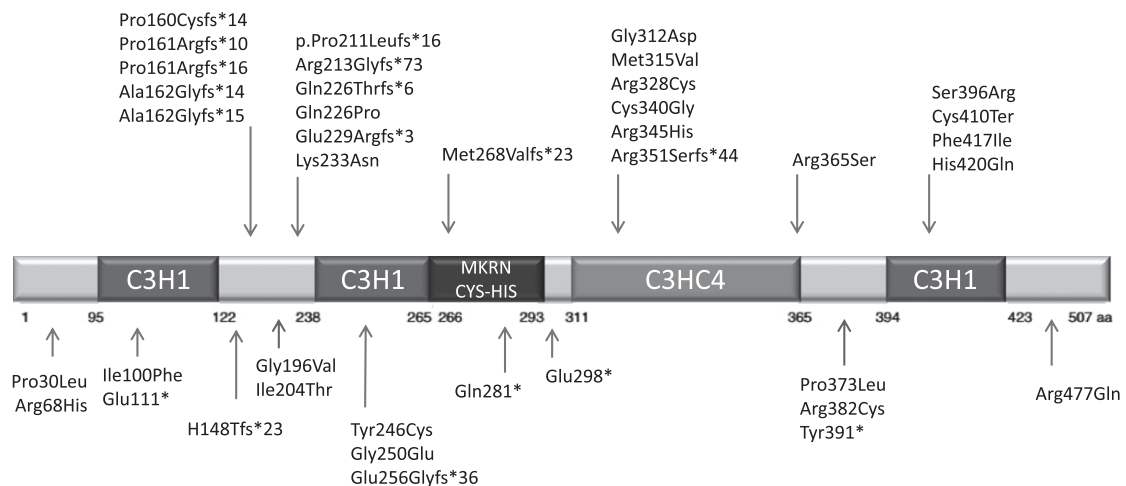 Pro160Cysfs*14
Pro161Argfs*10
Pro161Argfs*16
Ala162Glyfs*14
Ala162Glyfs*15
p.Pro211Leufs*16
Arg213Glyfs*73
Gln226Thrfs*6
Gln226Pro
Glu229Argfs*3
Lys233Asn
Met268Valfs*23
Gly312Asp
Met315Val
Arg328Cys
Cys340Gly
Arg345His
Arg351Serfs*44
Arg365Ser
Ser396Arg
Cys410Ter
Phe417Ile
His420Gln
C3H1
C3H1
MKRN
CYS-HIS
C3HC4
C3H1
1 95 122 238 265 266 293 311 365 394 423 507 aa
Pro30Leu
Arg68His
Ile100Phe
Glu111*
H148Tfs*23
Gly196Val
Ile204Thr
Tyr246Cys
Gly250Glu
Glu256Glyfs*36
Gln281*
Glu298*
Pro373Leu
Arg382Cys
Tyr391*
Arg477Gln